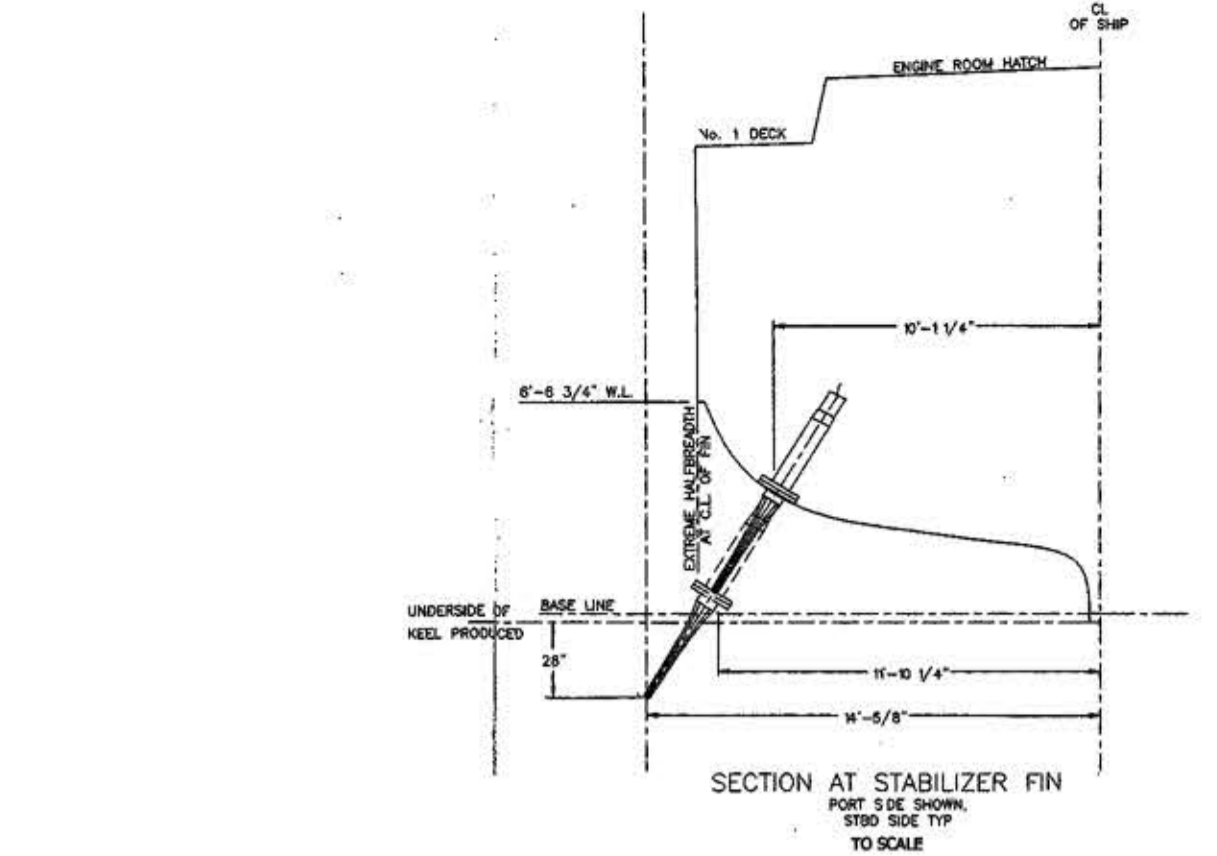 CL
OF SHIP
ENGINE ROOM HATCH
No. 1 DECK
10'-1 1/4"
6'-6 3/4" W.L.
EXTREME HALFBREADTH
AT C.L. OF FIN
UNDERSIDE OF
KEEL PRODUCED
BASE LINE
28"
11'-10 1/4"
14'-5/8"
SECTION AT STABILIZER FIN
PORT S DE SHOWN,
STBD SIDE TYP
TO SCALE